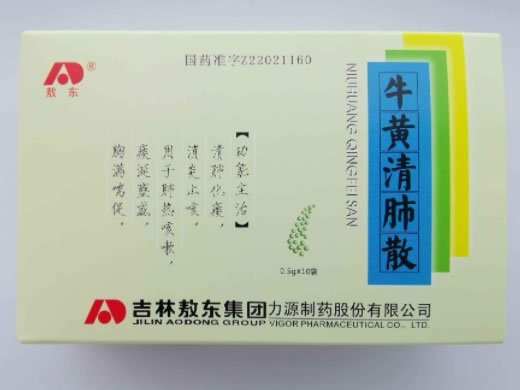 国药准字Z22021160
敖东
®
牛黄清肺散
NIUHUANG QINGFEI SAN
【功能主治】
清肺化痰，
消炎止咳。
用于肺热咳嗽，
痰涎壅盛，
胸满喘促。
0.5g×10袋
吉林敖东集团力源制药股份有限公司
JILIN AODONG GROUP VIGOR PHARMACEUTICAL CO., LTD.